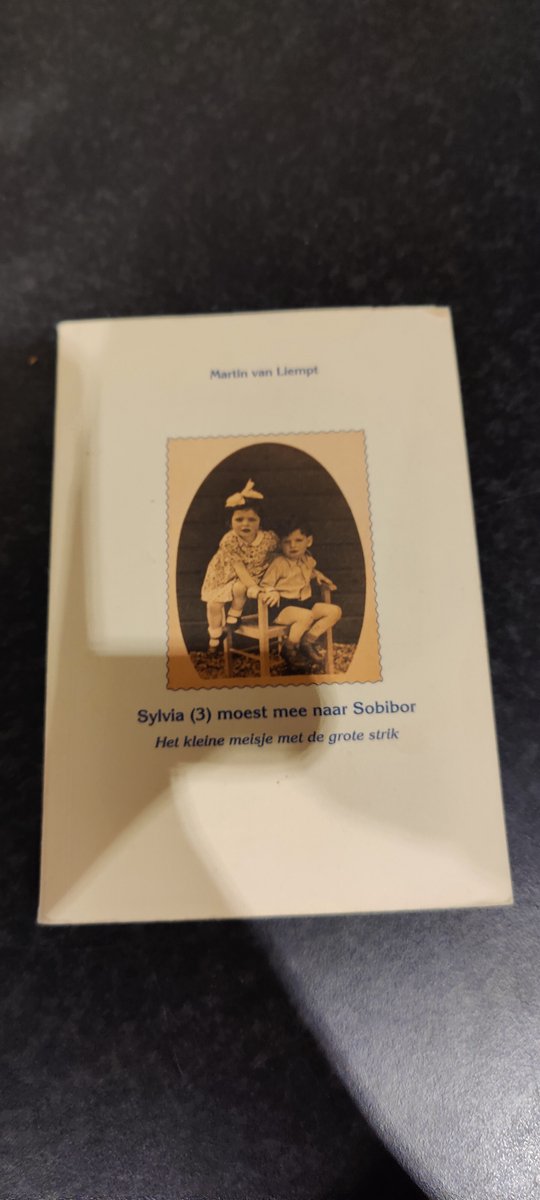 Martin van Liempt
Sylvia (3) moest mee naar Sobibor
Het kleine meisje met de grote strik